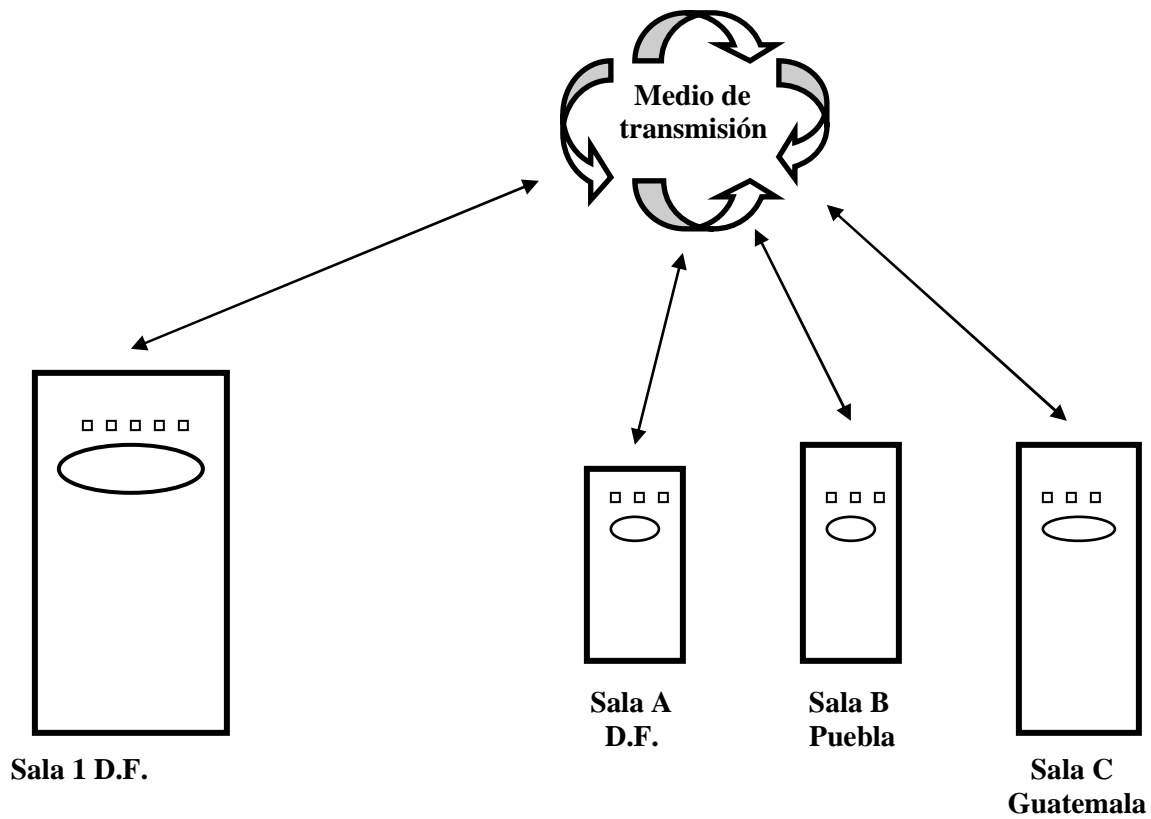 Medio de
transmisión
Sala A
D.F.
Sala B
Puebla
Sala 1 D.F.
Sala C
Guatemala